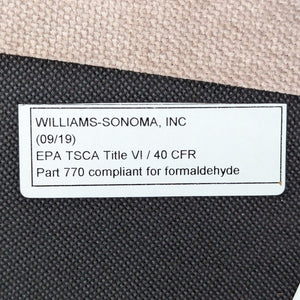 WILLIAMS-SONOMA, INC
(09/19)
EPA TSCA Title VI / 40 CFR
Part 770 compliant for formaldehyde